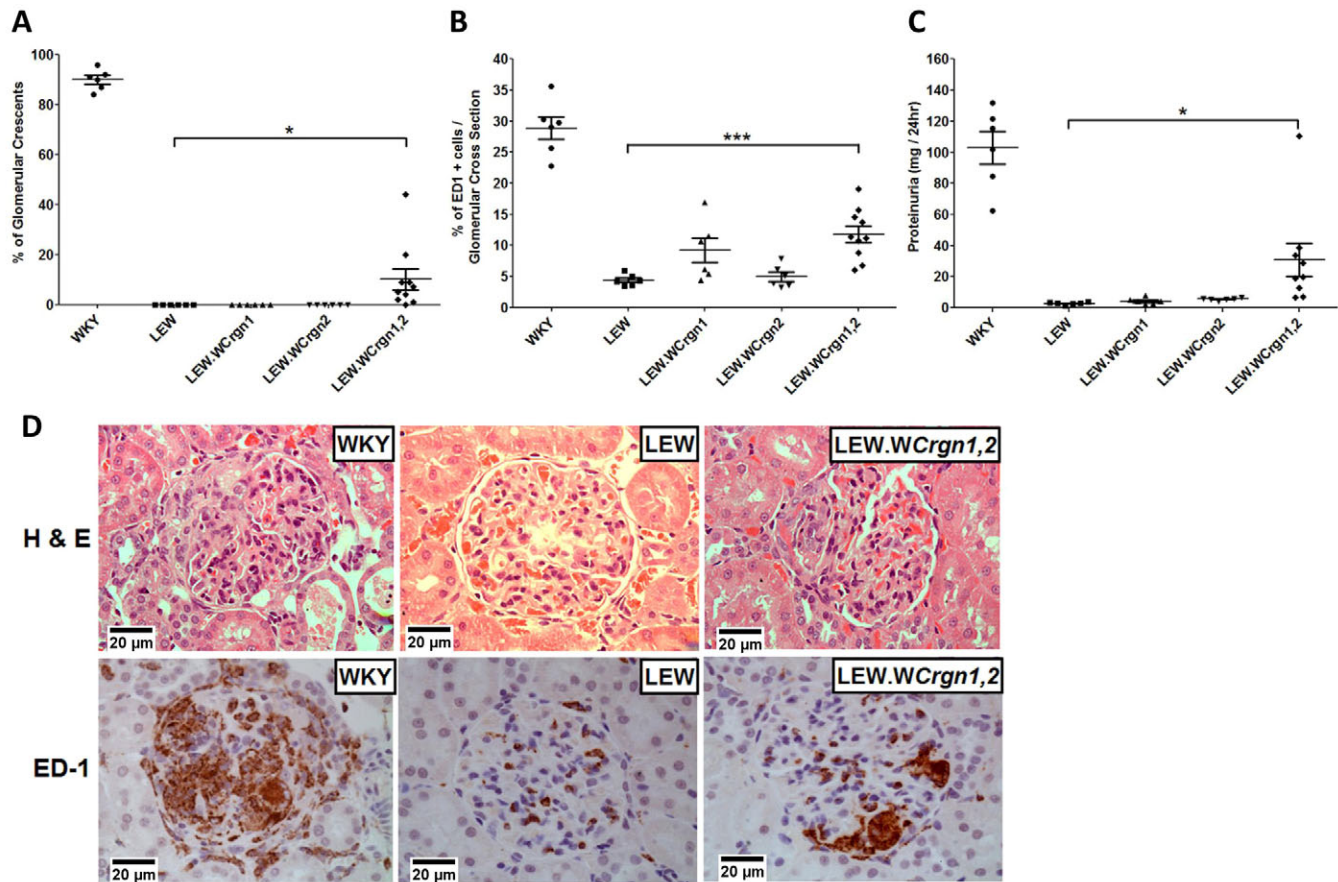 A
% of Glomerular Crescents
100
80
60
40
20
0
*
WKY
LEW
LEW.WCrgn1
LEW.WCrgn2
LEW.WCrgn1,2
B
% of ED1 + cells /
Glomerular Cross Section
40
35
30
25
20
15
10
5
0
***
WKY
LEW
LEW.WCrgn1
LEW.WCrgn2
LEW.WCrgn1,2
C
Proteinuria (mg / 24hr)
160
140
120
100
80
60
40
20
0
*
WKY
LEW
LEW.WCrgn1
LEW.WCrgn2
LEW.WCrgn1,2
D
H & E
WKY
20 µm
LEW
20 µm
LEW.WCrgn1,2
20 µm
ED-1
WKY
20 µm
LEW
20 µm
LEW.WCrgn1,2
20 µm